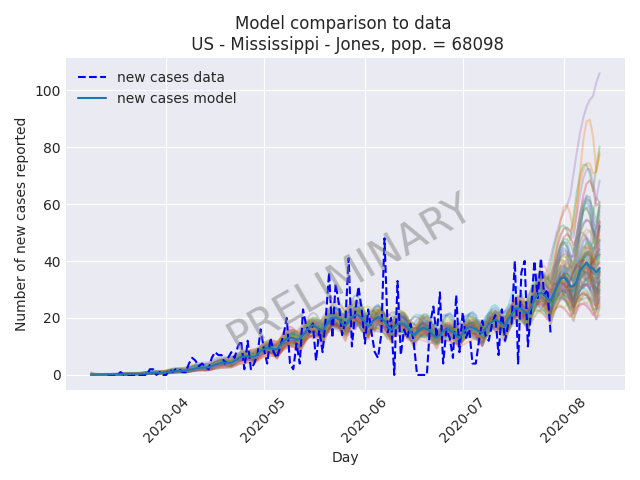 Model comparison to data
US - Mississippi - Jones, pop. = 68098
new cases data
new cases model
Number of new cases reported
100
80
60
40
20
0
PRELIMINARY
2020-04
2020-05
2020-06
2020-07
2020-08
Day